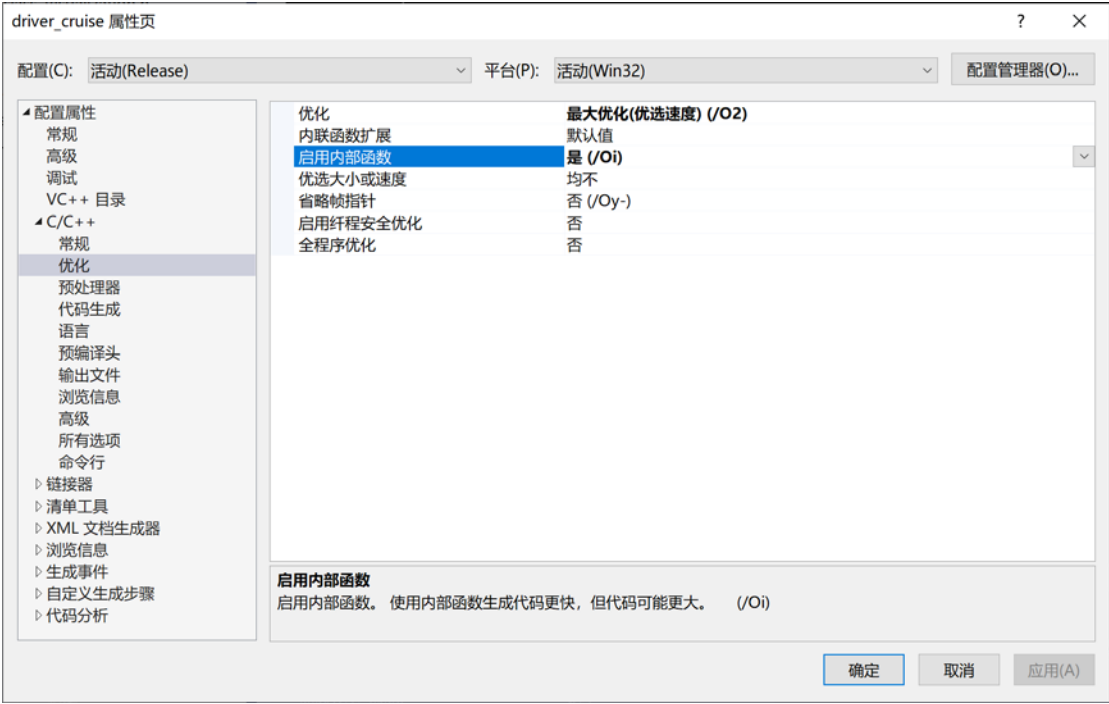 driver_cruise 属性页
配置(C): 活动(Release) 平台(P): 活动(Win32) 配置管理器(O)...
配置属性
常规
高级
调试
VC++ 目录
C/C++
常规
优化
预处理器
代码生成
语言
预编译头
输出文件
浏览信息
高级
所有选项
命令行
链接器
清单工具
XML 文档生成器
浏览信息
生成事件
自定义生成步骤
代码分析
优化 最大优化(优选速度) (/O2)
内联函数扩展 默认值
启用内部函数 是 (/Oi)
优选大小或速度 均不
省略帧指针 否 (/Oy-)
启用纤程安全优化 否
全程序优化 否
启用内部函数
启用内部函数。 使用内部函数生成代码更快，但代码可能更大。 (/Oi)
确定 取消 应用(A)